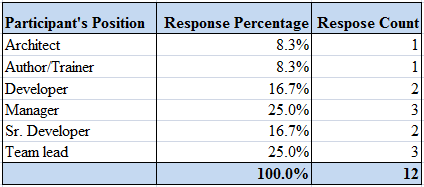 Participant's Position Response Percentage Respose Count
Architect 8.3% 1
Author/Trainer 8.3% 1
Developer 16.7% 2
Manager 25.0% 3
Sr. Developer 16.7% 2
Team lead 25.0% 3
100.0% 12